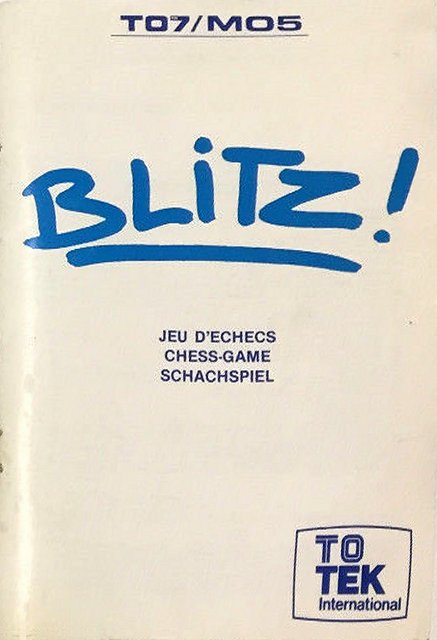 TO7/MO5
BLiTZ!
JEU D'ECHECS
CHESS-GAME
SCHACHSPIEL
TO
TEK
International